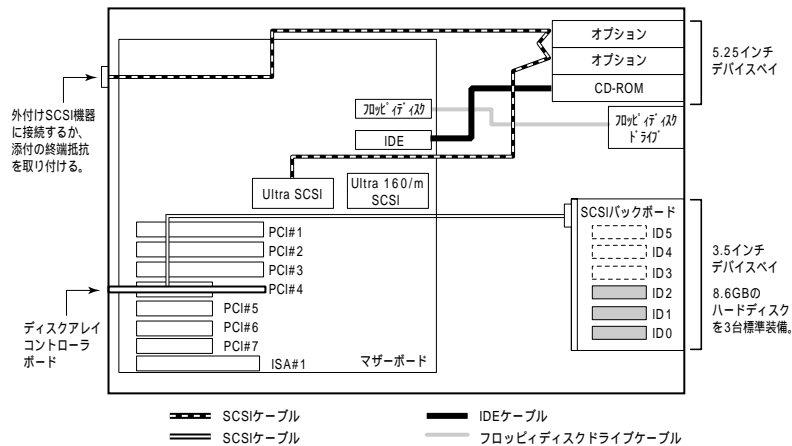 オプション
オプション
CD-ROM
5.25インチ
デバイスベイ
外付けSCSI機器
に接続するか、
添付の終端抵抗
を取り付ける。
フロッピィディスク
IDE
フロッピィディスク
ドライブ
Ultra SCSI
Ultra 160/m
SCSI
SCSIバックボード
ID5
ID4
ID3
ID2
ID1
ID0
3.5インチ
デバイスベイ
8.6GBの
ハードディスク
を3台標準装備。
PCI#1
PCI#2
PCI#3
PCI#4
PCI#5
PCI#6
PCI#7
ISA#1
マザーボード
ディスクアレイ
コントローラ
ボード
SCSIケーブル
IDEケーブル
SCSIケーブル
フロッピィディスクドライブケーブル